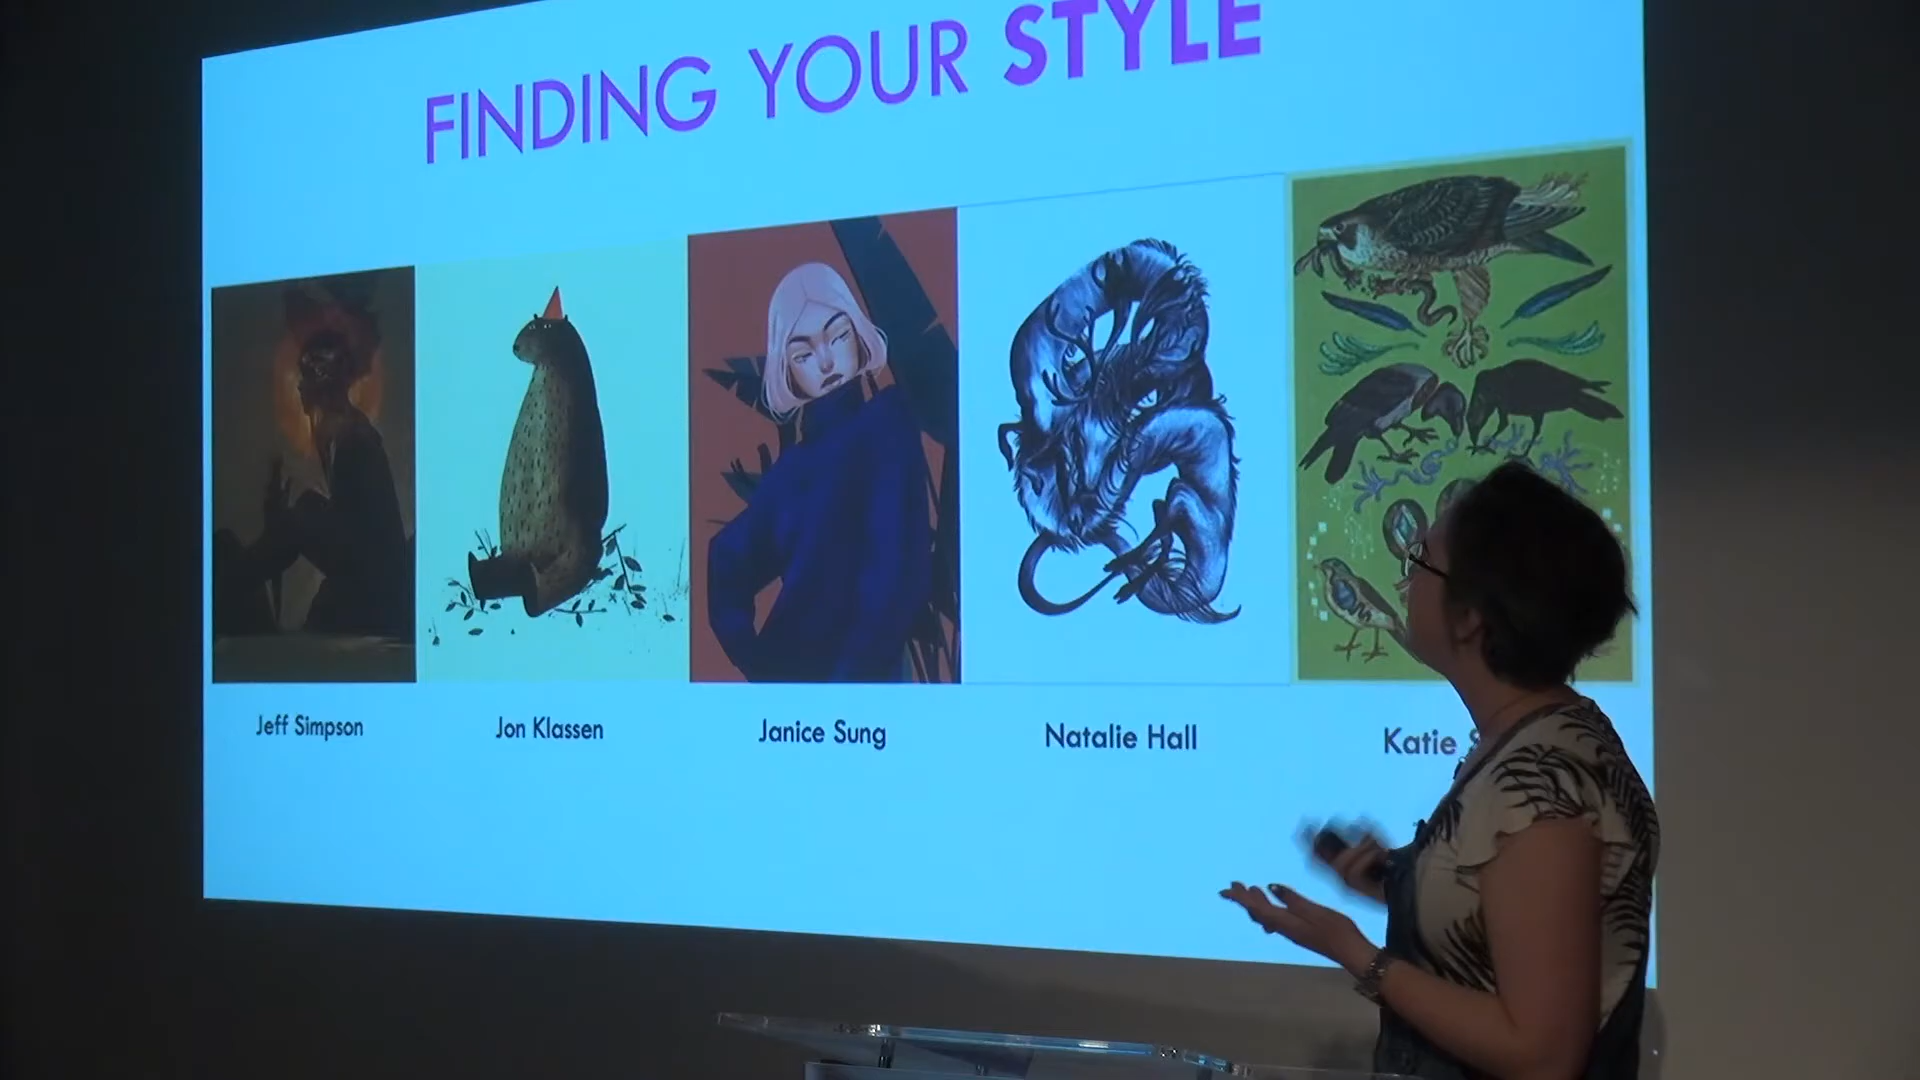 FINDING YOUR STYLE
Jeff Simpson
Jon Klassen
Janice Sung
Natalie Hall
Katie